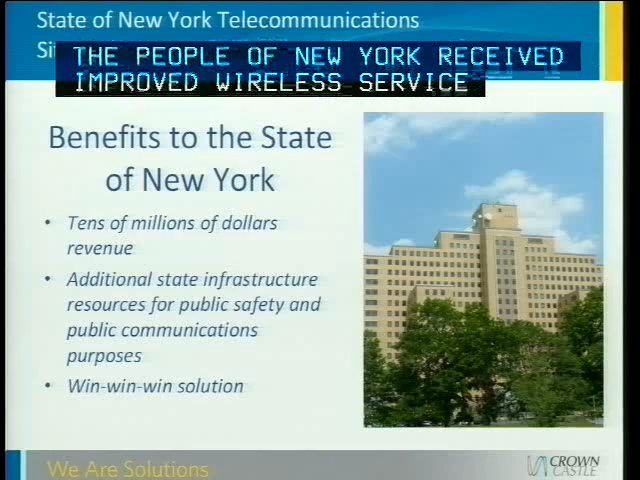 State of New York Telecommunications
THE PEOPLE OF NEW YORK RECEIVED
IMPROVED WIRELESS SERVICE
Benefits to the State
of New York
• Tens of millions of dollars
revenue
• Additional state infrastructure
resources for public safety and
public communications
purposes
• Win-win-win solution
We Are Solutions
CROWN
CASTLE